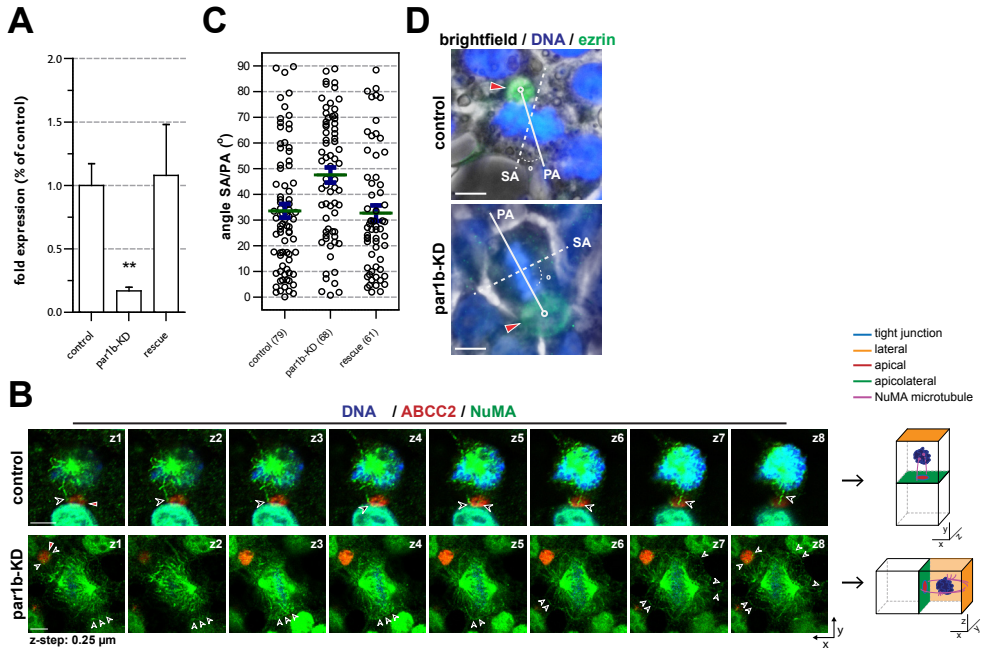 A
fold expression (% of control)
2.0
1.5
1.0
0.5
0.0
**
control
par1b-KD
rescue
C
angle SA/PA (°)
90
80
70
60
50
40
30
20
10
0
control (79)
par1b-KD (68)
rescue (61)
D
brightfield / DNA / ezrin
control
SA
PA
par1b-KD
PA
SA
tight junction
lateral
apical
apicolateral
NuMA microtubule
B
DNA / ABCC2 / NuMA
control
z1
z2
z3
z4
z5
z6
z7
z8
y
x
z
par1b-KD
z1
z2
z3
z4
z5
z6
z7
z8
z-step: 0.25 µm
y
x
z
x
y